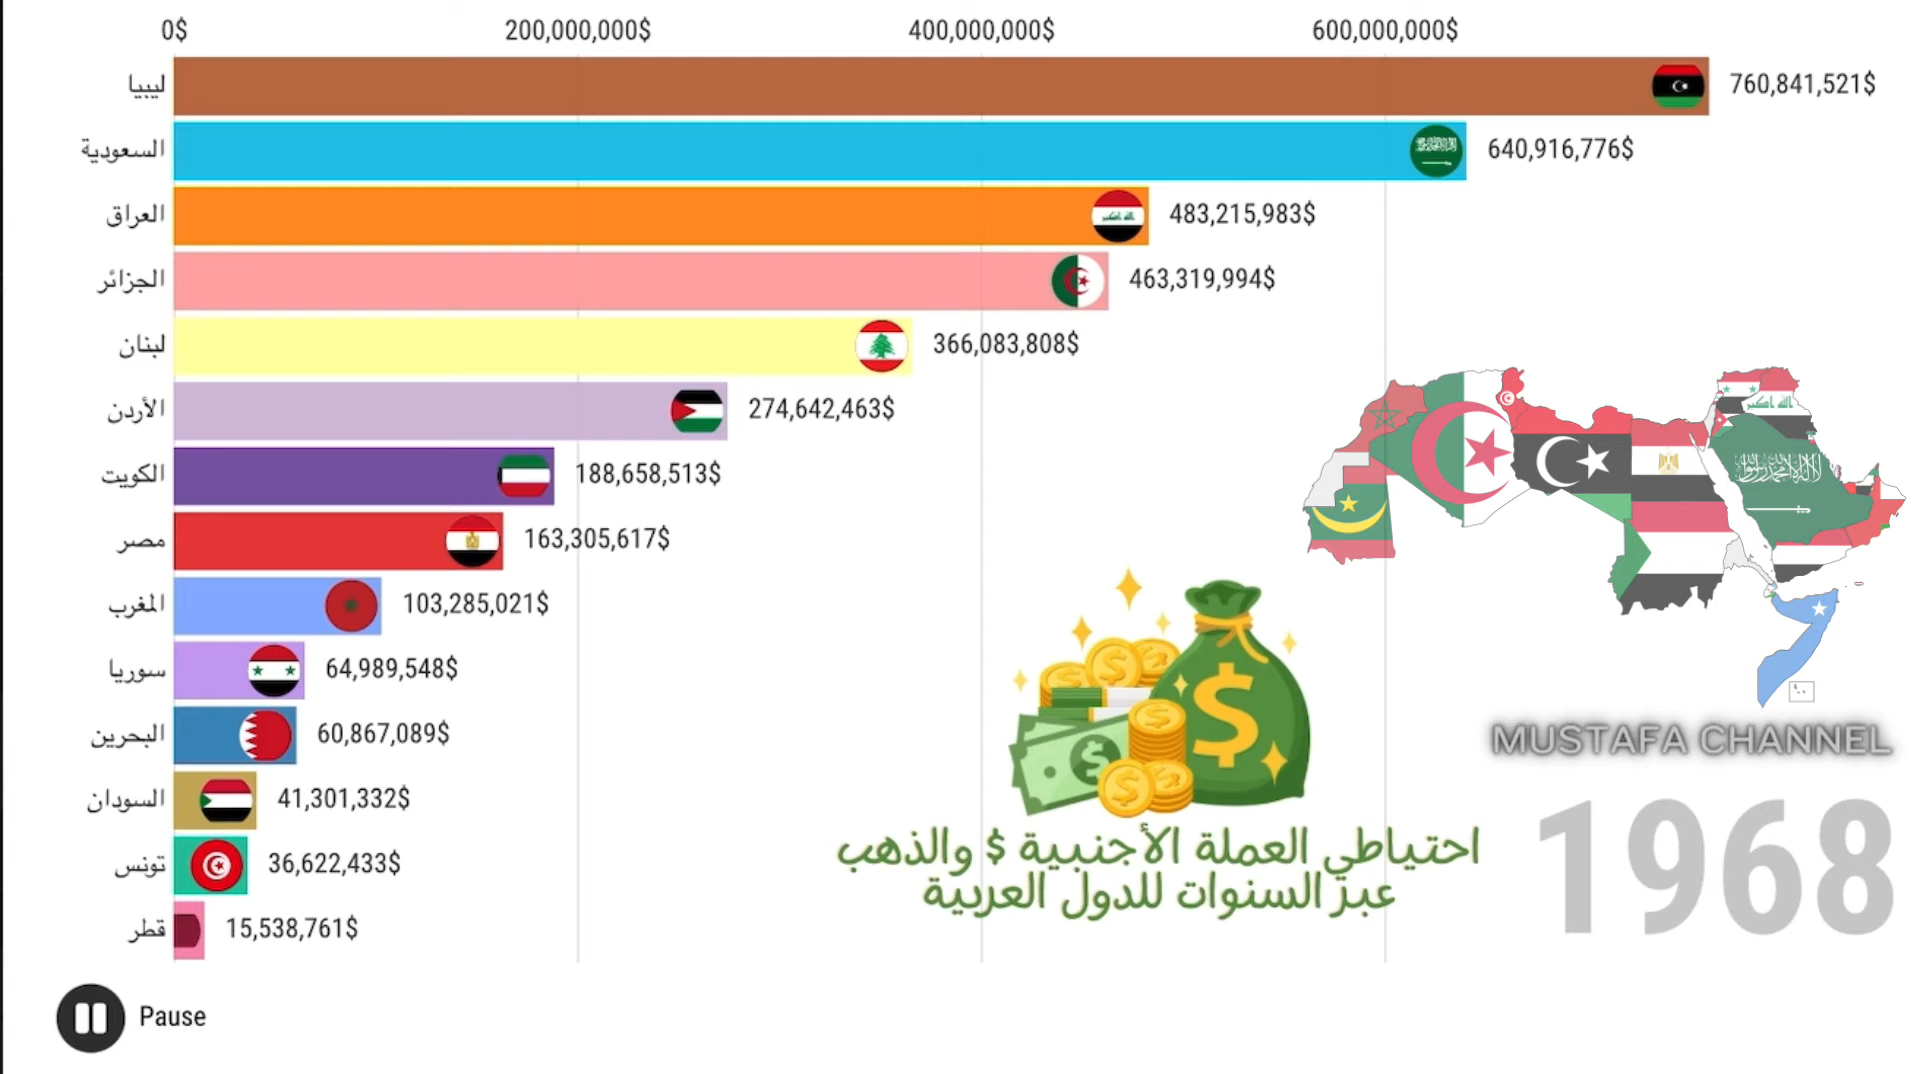 0$ 200,000,000$ 400,000,000$ 600,000,000$
ليبيا 760,841,521$
السعودية 640,916,776$
العراق 483,215,983$
الجزائر 463,319,994$
لبنان 366,083,808$
الأردن 274,642,463$
الكويت 188,658,513$
مصر 163,305,617$
المغرب 103,285,021$
سوريا 64,989,548$
البحرين 60,867,089$
السودان 41,301,332$
تونس 36,622,433$
قطر 15,538,761$
احتياطي العملة الأجنبية $ والذهب
عبر السنوات للدول العربية
MUSTAFA CHANNEL
1968
Pause